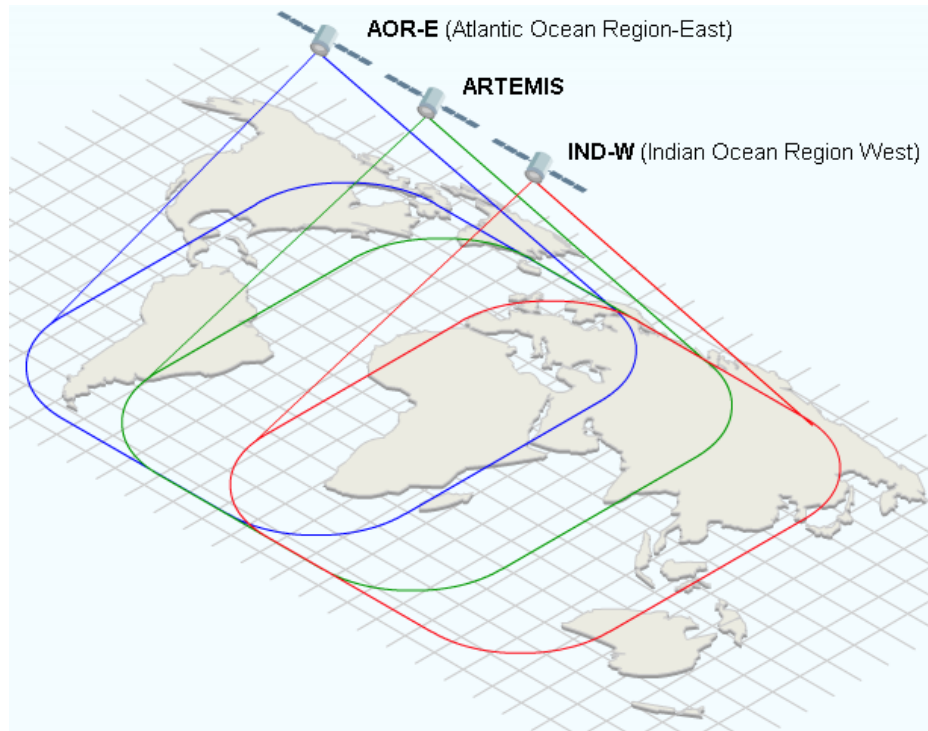 AOR-E (Atlantic Ocean Region-East)
ARTEMIS
IND-W (Indian Ocean Region West)